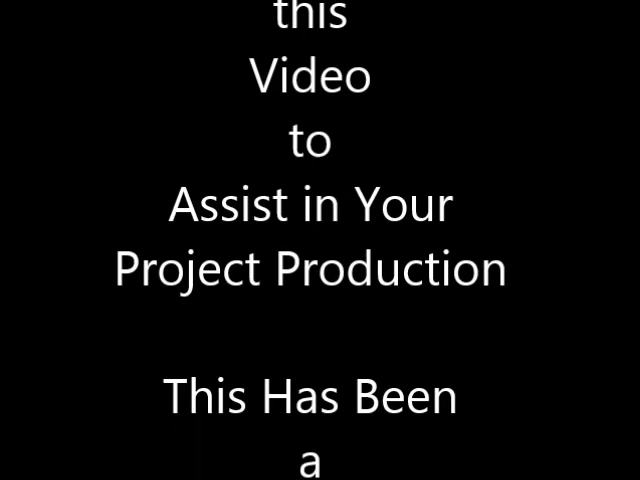 this
Video
to
Assist in Your
Project Production
This Has Been
a